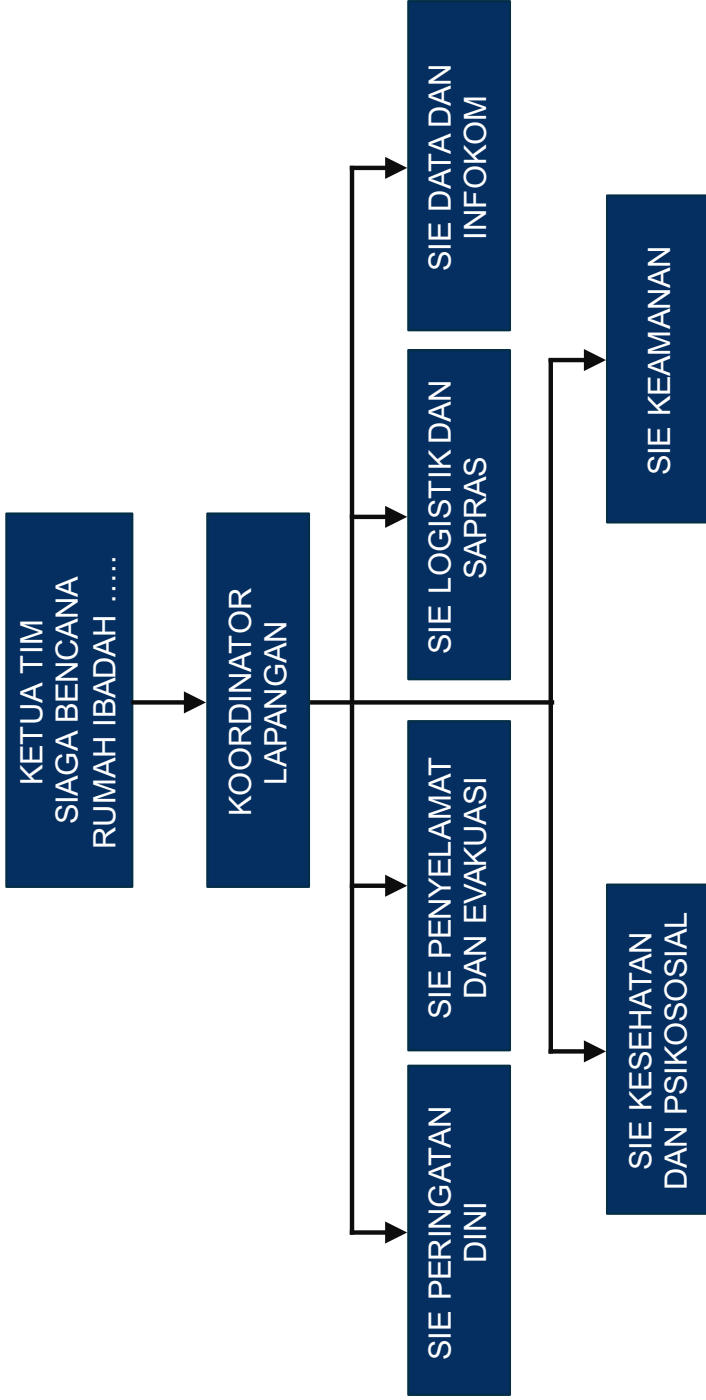 KETUA TIM
SIAGA BENCANA
RUMAH IBADAH .....
KOORDINATOR
LAPANGAN
SIE PERINGATAN
DINI
SIE PENYELAMAT
DAN EVAKUASI
SIE LOGISTIK DAN
SAPRAS
SIE DATA DAN
INFOKOM
SIE KESEHATAN
DAN PSIKOSOSIAL
SIE KEAMANAN